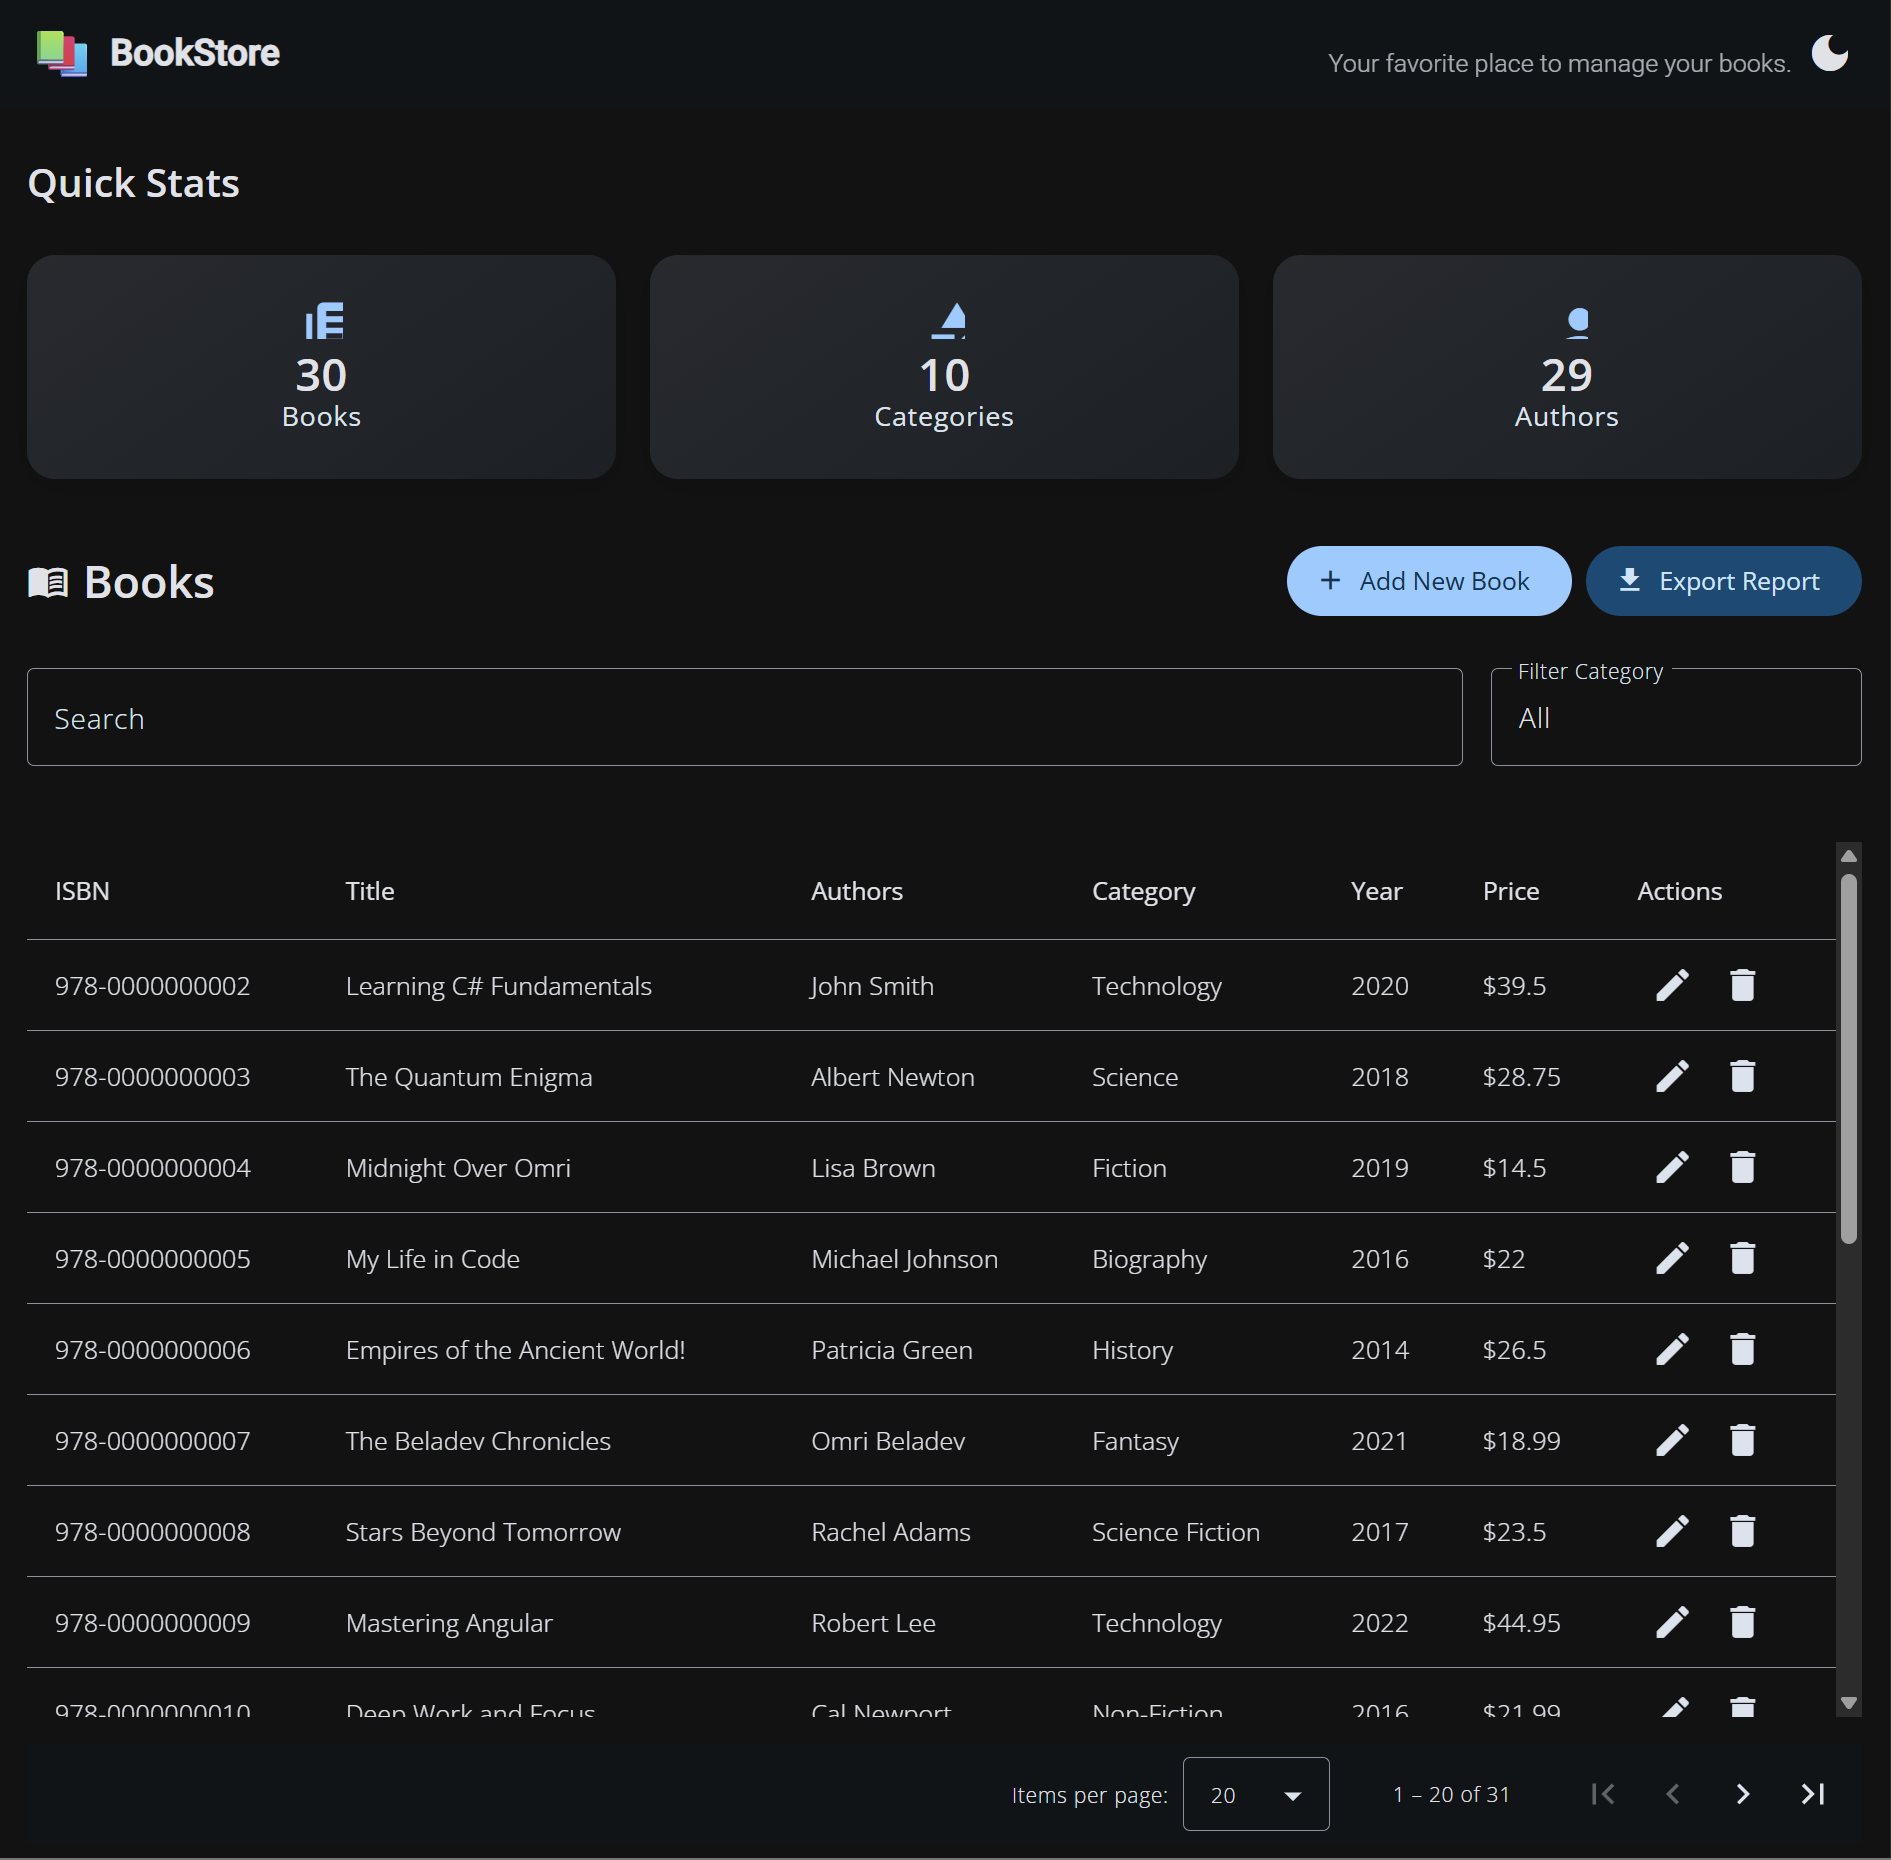 BookStore
Your favorite place to manage your books.
Quick Stats
30
Books
10
Categories
29
Authors
Books
Add New Book
Export Report
Search
Filter Category
All
ISBN Title Authors Category Year Price Actions
978-0000000002 Learning C# Fundamentals John Smith Technology 2020 $39.5
978-0000000003 The Quantum Enigma Albert Newton Science 2018 $28.75
978-0000000004 Midnight Over Omri Lisa Brown Fiction 2019 $14.5
978-0000000005 My Life in Code Michael Johnson Biography 2016 $22
978-0000000006 Empires of the Ancient World! Patricia Green History 2014 $26.5
978-0000000007 The Beladev Chronicles Omri Beladev Fantasy 2021 $18.99
978-0000000008 Stars Beyond Tomorrow Rachel Adams Science Fiction 2017 $23.5
978-0000000009 Mastering Angular Robert Lee Technology 2022 $44.95
978-0000000010 Deep Work and Focus Cal Newport Non-Fiction 2016 $21.99
Items per page: 20 1 – 20 of 31